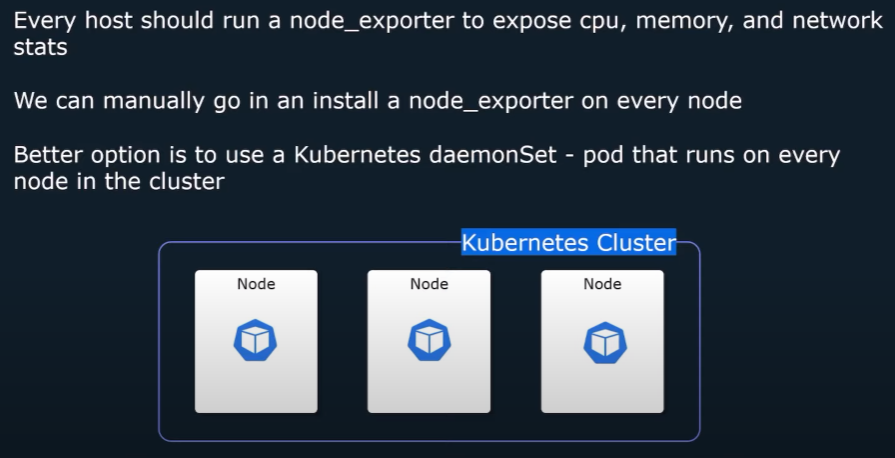 Every host should run a node_exporter to expose cpu, memory, and network
stats
We can manually go in an install a node_exporter on every node
Better option is to use a Kubernetes daemonSet - pod that runs on every
node in the cluster
Kubernetes Cluster
Node
Node
Node